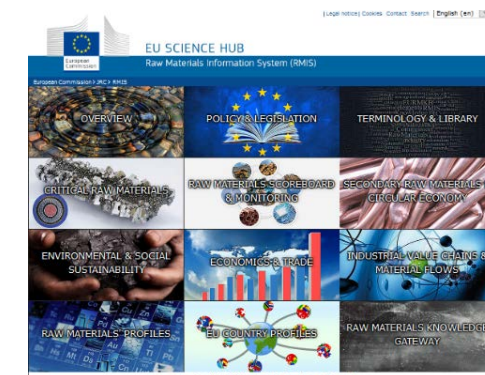 [Legal notice] Cookies Contact Search | English (en)
European
Commission
EU SCIENCE HUB
Raw Materials Information System (RMIS)
European Commission > JRC > RMIS
OVERVIEW
POLICY & LEGISLATION
TERMINOLOGY & LIBRARY
CRITICAL RAW MATERIALS
RAW MATERIALS SCOREBOARD
& MONITORING
SECONDARY RAW MATERIALS
CIRCULAR ECONOMY
ENVIRONMENTAL & SOCIAL
SUSTAINABILITY
ECONOMICS & TRADE
INDUSTRIAL VALUE CHAINS &
MATERIAL FLOWS
RAW MATERIALS' PROFILES
EU COUNTRY PROFILES
RAW MATERIALS KNOWLEDGE
GATEWAY